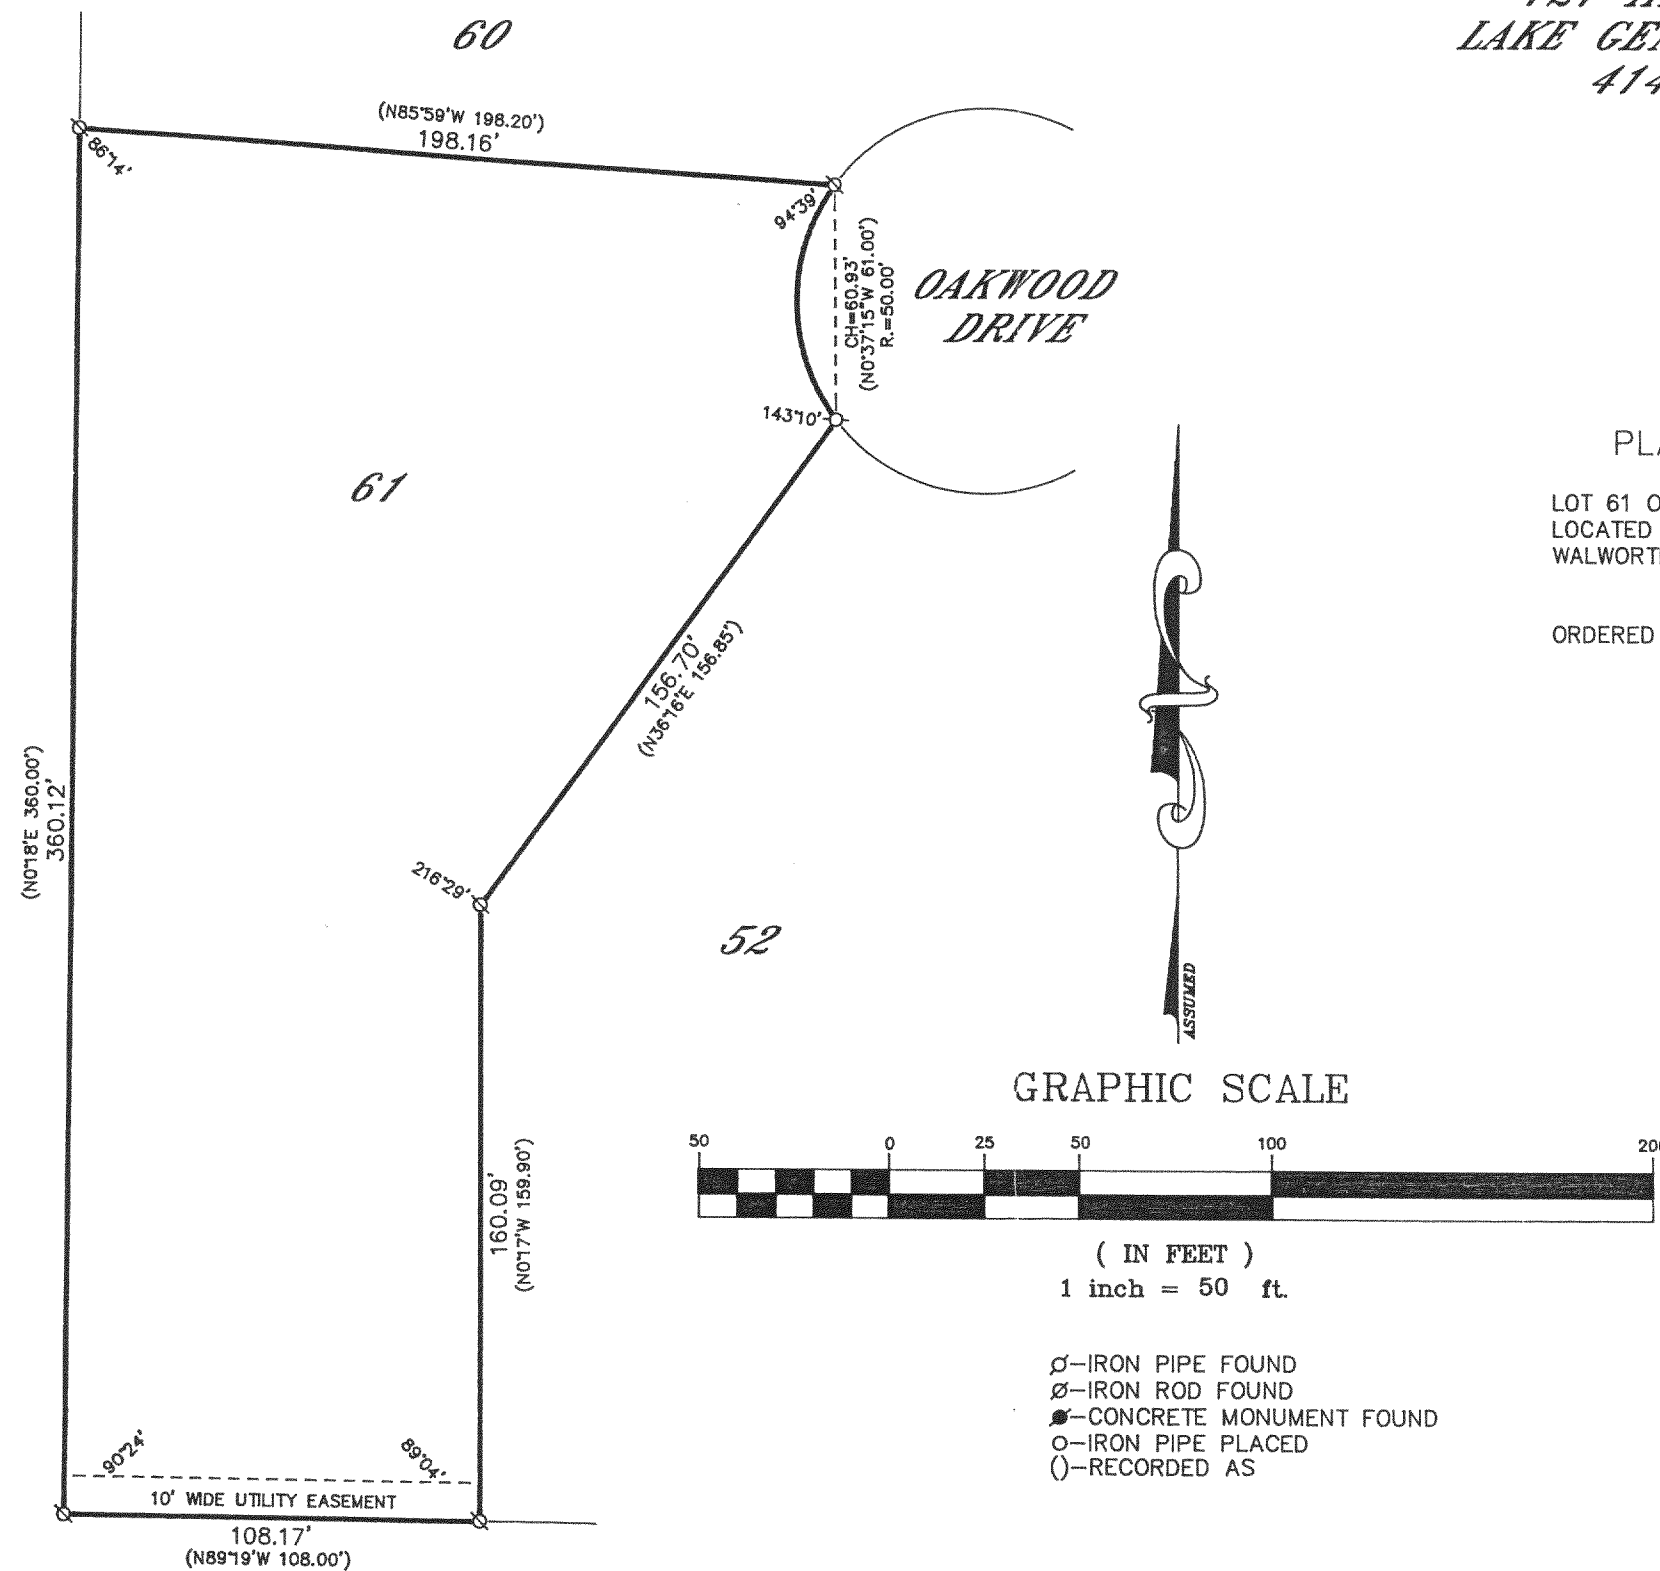 60
LAKE
414
(N85°59'W 198.20')
198.16'
86°14'
94°39'
CH=60.93'
(N0°37'15"W 61.00')
R.=50.00'
OAKWOOD
DRIVE
143°10'
61
LOT 61
LOCATED
ORDERED
156.70'
(N36°16'E 156.85')
(N0°18'E 360.00')
360.12'
216°29'
52
ASSUMED
GRAPHIC SCALE
50 0 25 50 100
( IN FEET )
1 inch = 50 ft.
160.09'
(N0°17'W 159.90')
ø-IRON PIPE FOUND
ø-IRON ROD FOUND
-CONCRETE MONUMENT FOUND
o-IRON PIPE PLACED
()-RECORDED AS
90°24'
89°04'
10' WIDE UTILITY EASEMENT
108.17'
(N89°19'W 108.00')